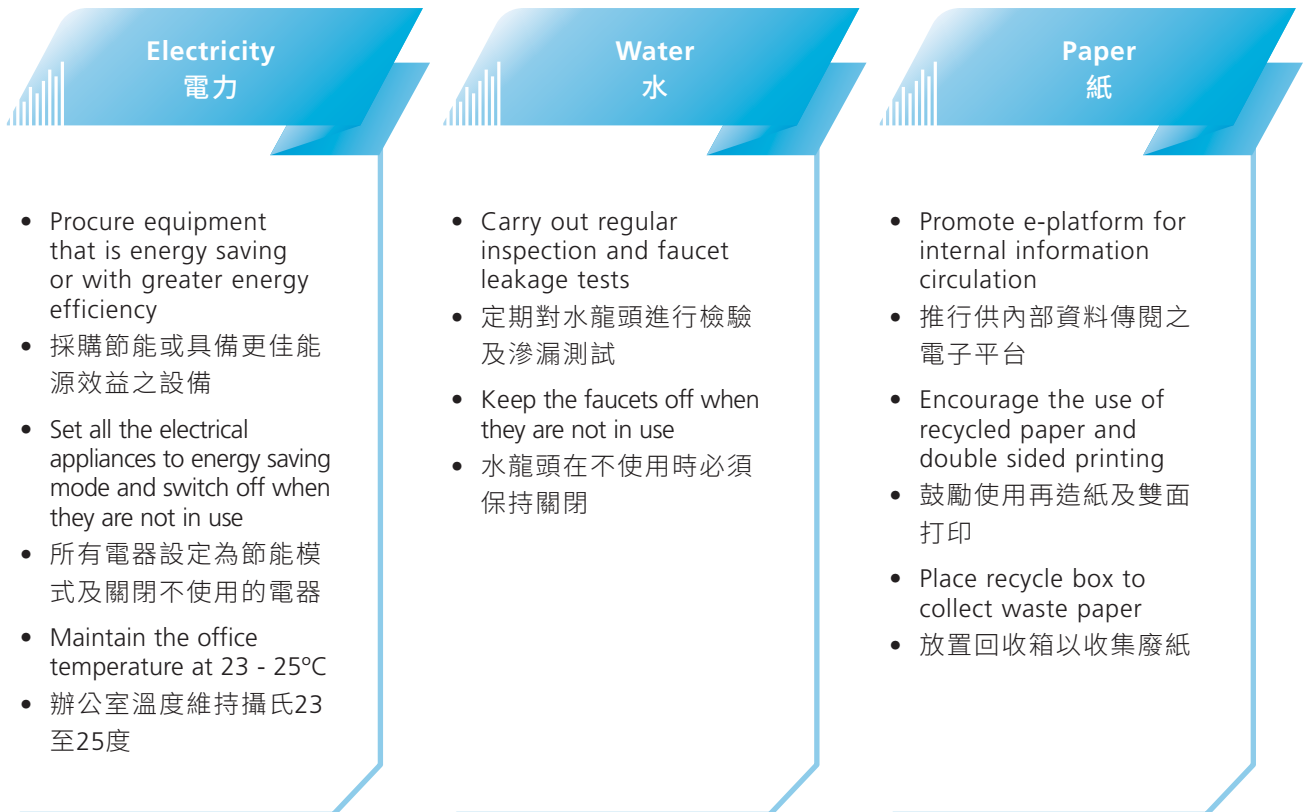 Electricity
電力
• Procure equipment
that is energy saving
or with greater energy
efficiency
• 採購節能或具備更佳能
源效益之設備
• Set all the electrical
appliances to energy saving
mode and switch off when
they are not in use
• 所有電器設定為節能模
式及關閉不使用的電器
• Maintain the office
temperature at 23 - 25ºC
• 辦公室溫度維持攝氏23
至25度
Water
水
• Carry out regular
inspection and faucet
leakage tests
• 定期對水龍頭進行檢驗
及滲漏測試
• Keep the faucets off when
they are not in use
• 水龍頭在不使用時必須
保持關閉
Paper
紙
• Promote e-platform for
internal information
circulation
• 推行供內部資料傳閱之
電子平台
• Encourage the use of
recycled paper and
double sided printing
• 鼓勵使用再造紙及雙面
打印
• Place recycle box to
collect waste paper
• 放置回收箱以收集廢紙